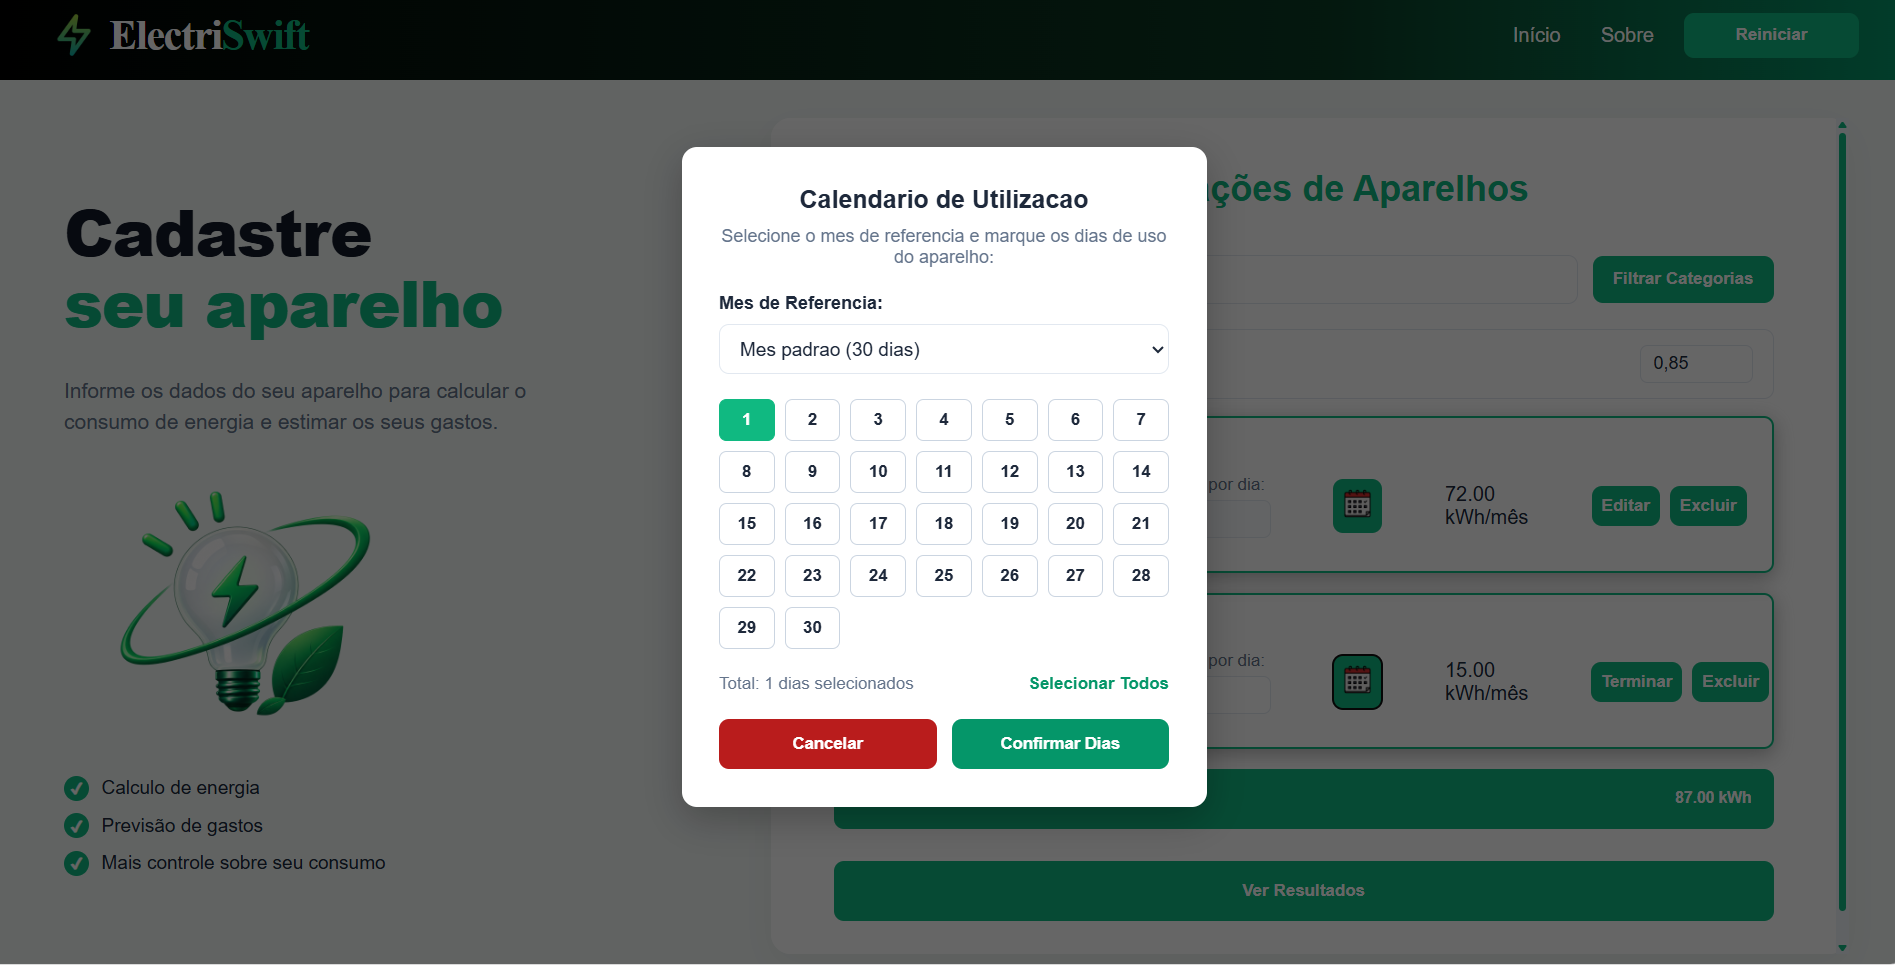 ElectriSwift
Início
Sobre
Reiniciar
Cadastre
seu aparelho
Informe os dados do seu aparelho para calcular o
consumo de energia e estimar os seus gastos.
Calculo de energia
Previsão de gastos
Mais controle sobre seu consumo
ções de Aparelhos
Filtrar Categorias
0,85
por dia:
72.00
kWh/mês
Editar
Excluir
por dia:
15.00
kWh/mês
Terminar
Excluir
87.00 kWh
Ver Resultados
Calendario de Utilizacao
Selecione o mes de referencia e marque os dias de uso
do aparelho:
Mes de Referencia:
Mes padrao (30 dias)
1 2 3 4 5 6 7
8 9 10 11 12 13 14
15 16 17 18 19 20 21
22 23 24 25 26 27 28
29 30
Total: 1 dias selecionados
Selecionar Todos
Cancelar
Confirmar Dias